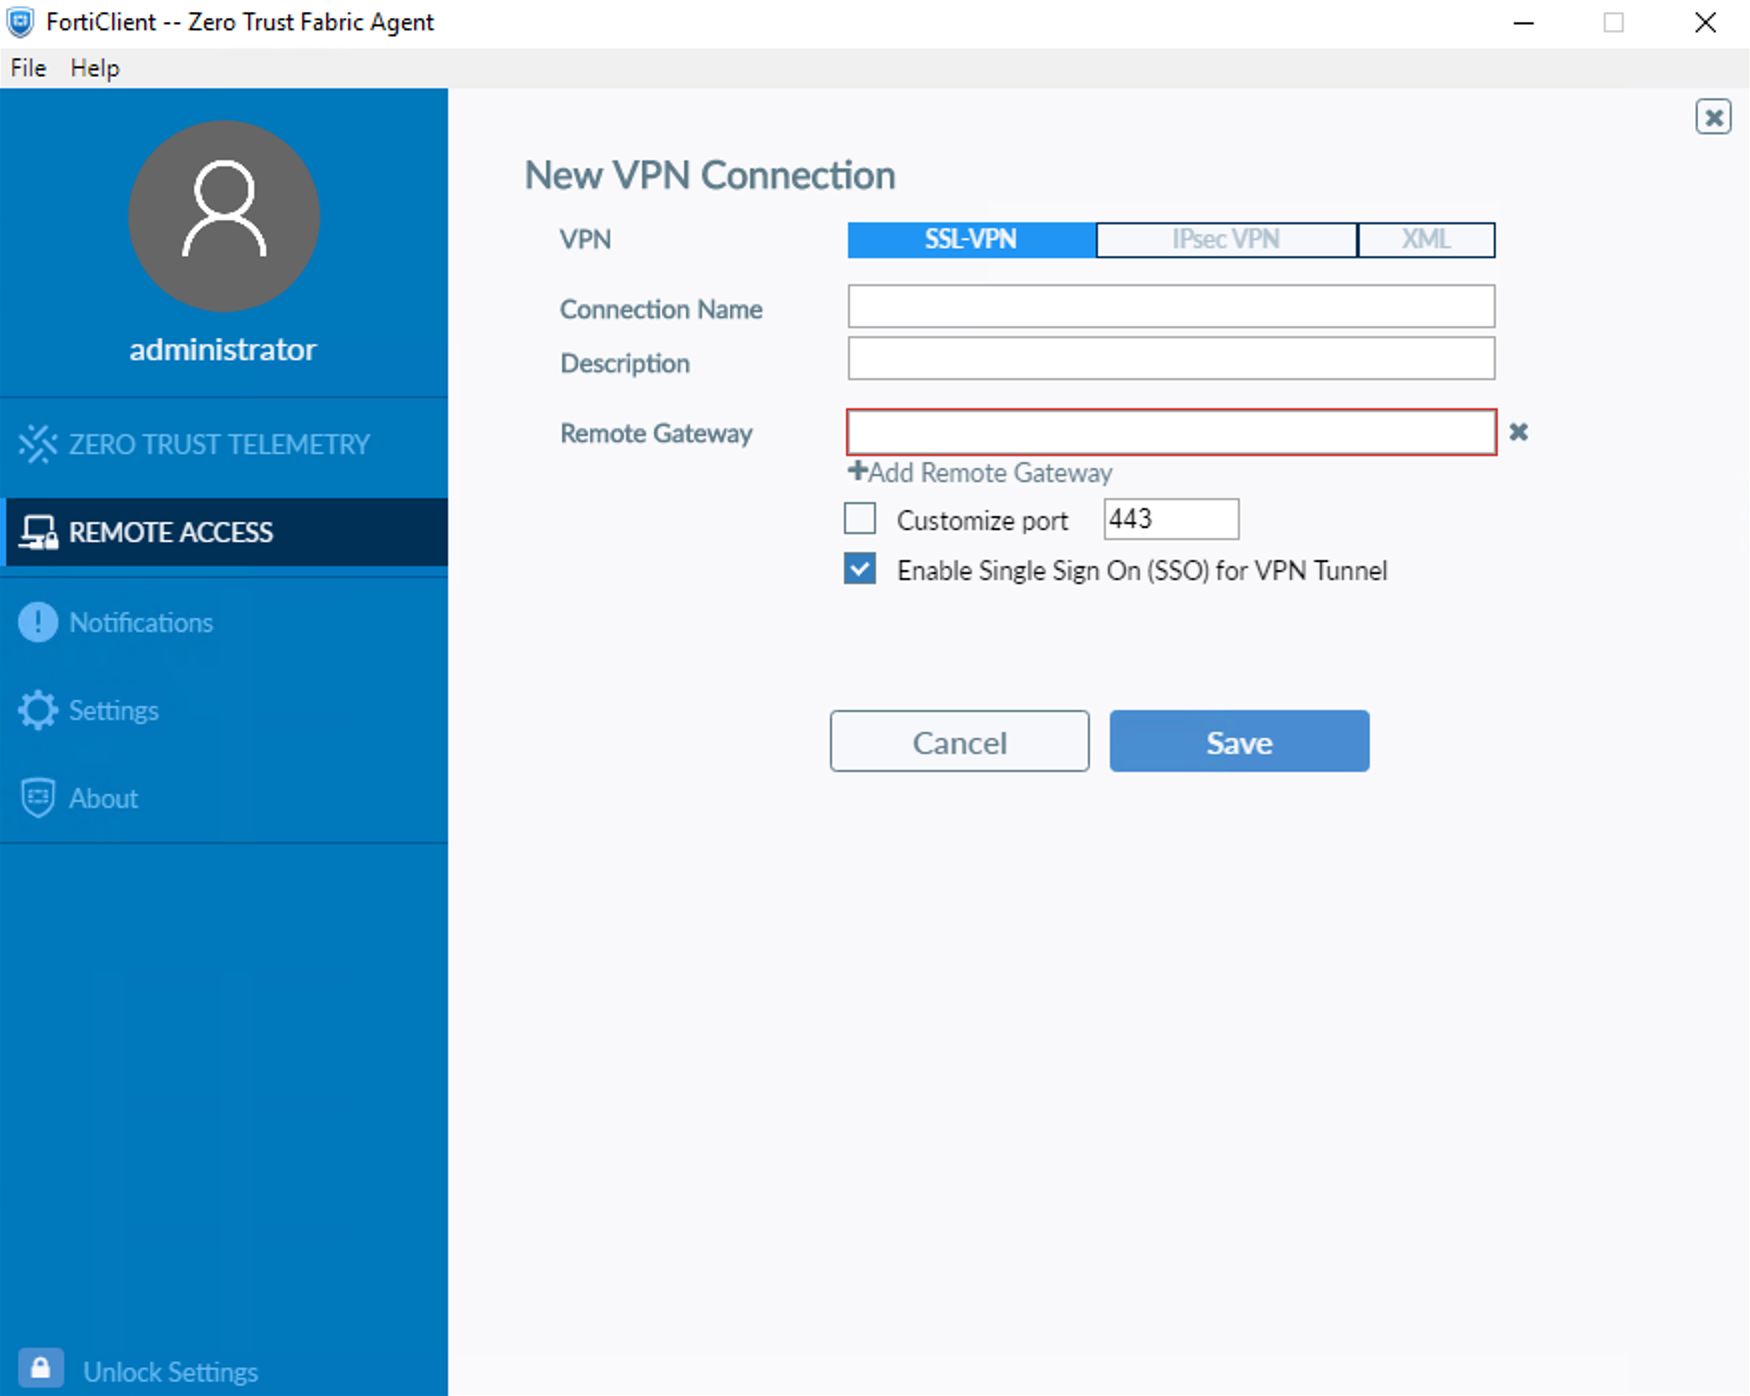 FortiClient -- Zero Trust Fabric Agent
File Help
administrator
ZERO TRUST TELEMETRY
REMOTE ACCESS
Notifications
Settings
About
Unlock Settings
New VPN Connection
VPN SSL-VPN IPsec VPN XML
Connection Name
Description
Remote Gateway
+Add Remote Gateway
Customize port 443
Enable Single Sign On (SSO) for VPN Tunnel
Cancel Save